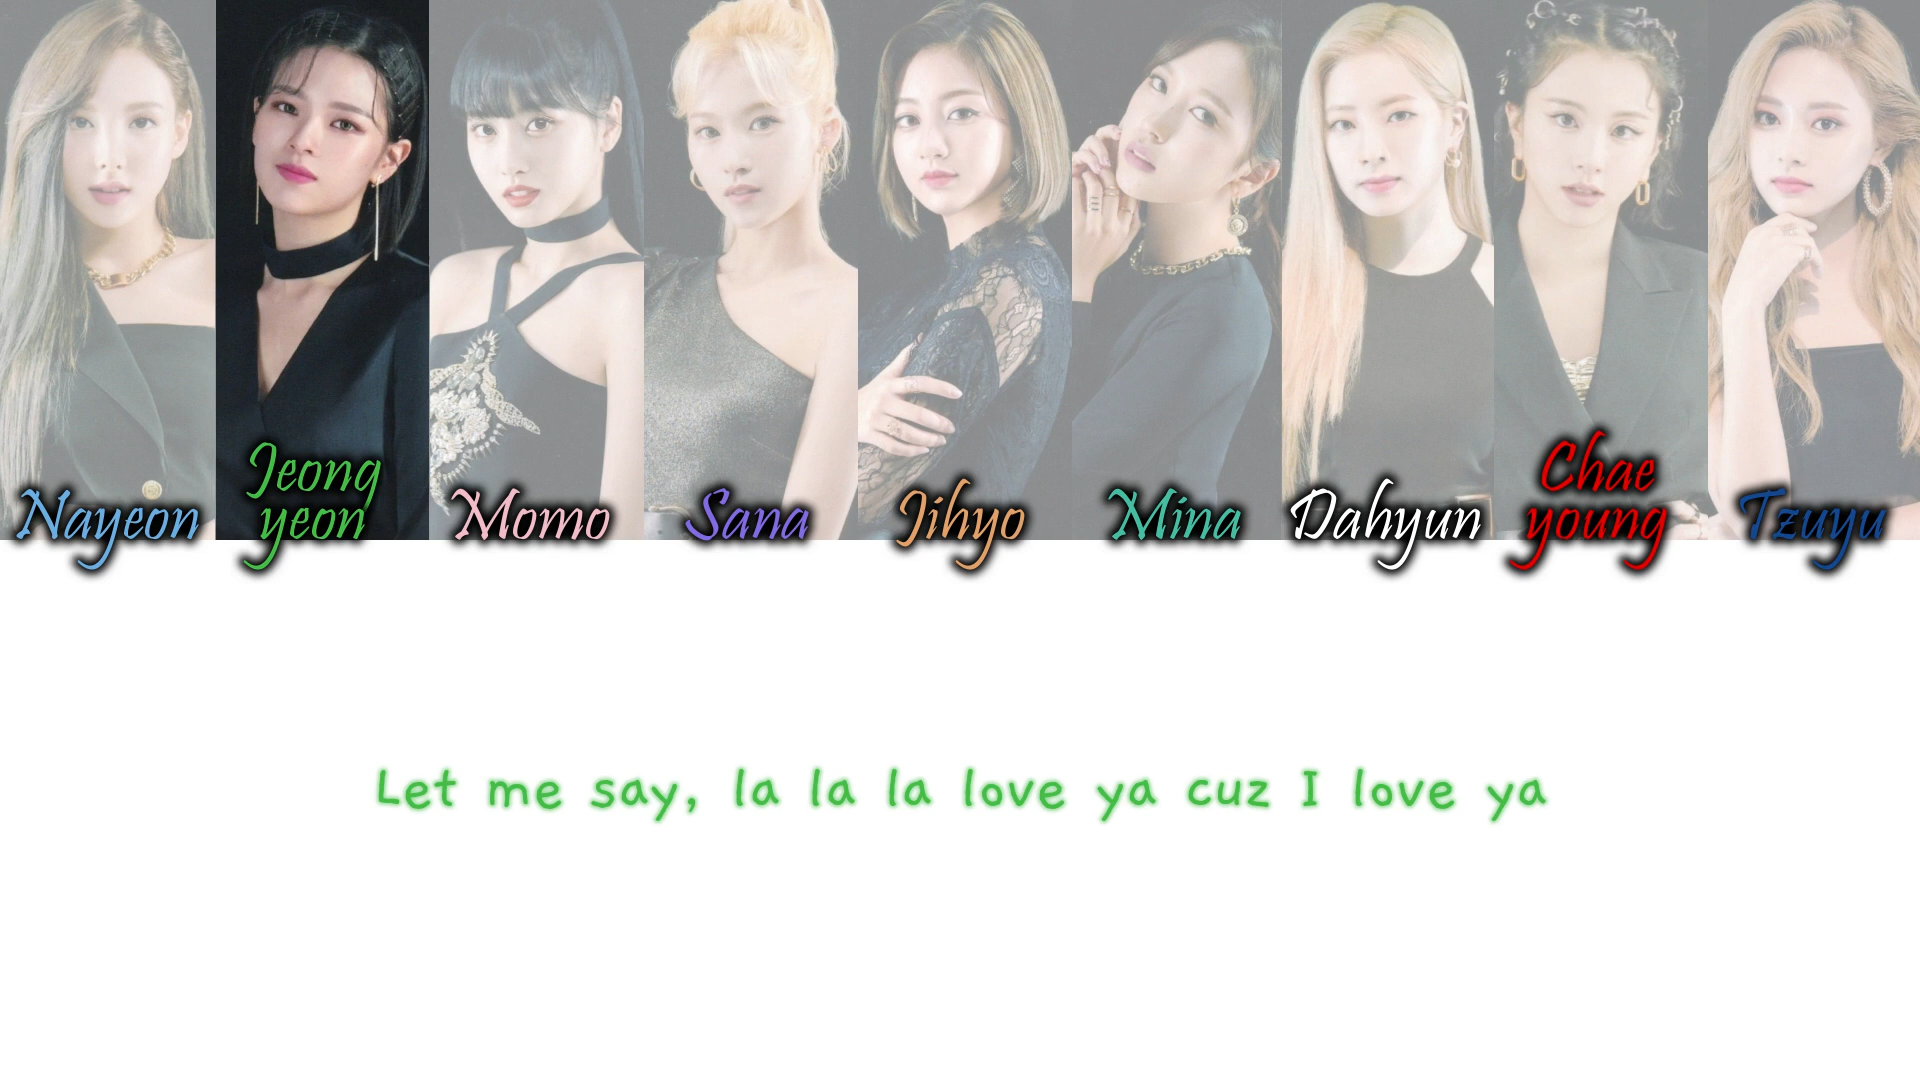 Nayeon
Jeong
yeon
Momo
Sana
Jihyo
Mina
Dahyun
Chae
young
Tzuyu
Let me say, la la la love ya cuz I love ya